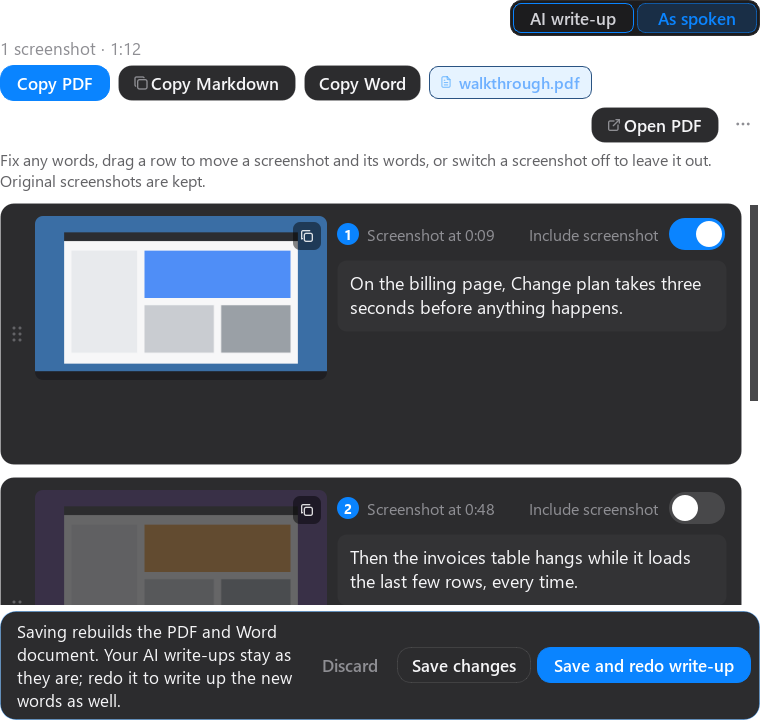 AI write-up As spoken
1 screenshot · 1:12
Copy PDF Copy Markdown Copy Word walkthrough.pdf
Open PDF
Fix any words, drag a row to move a screenshot and its words, or switch a screenshot off to leave it out.
Original screenshots are kept.
1 Screenshot at 0:09 Include screenshot
On the billing page, Change plan takes three
seconds before anything happens.
2 Screenshot at 0:48 Include screenshot
Then the invoices table hangs while it loads
the last few rows, every time.
Saving rebuilds the PDF and Word
document. Your AI write-ups stay as
they are; redo it to write up the new
words as well.
Discard Save changes Save and redo write-up